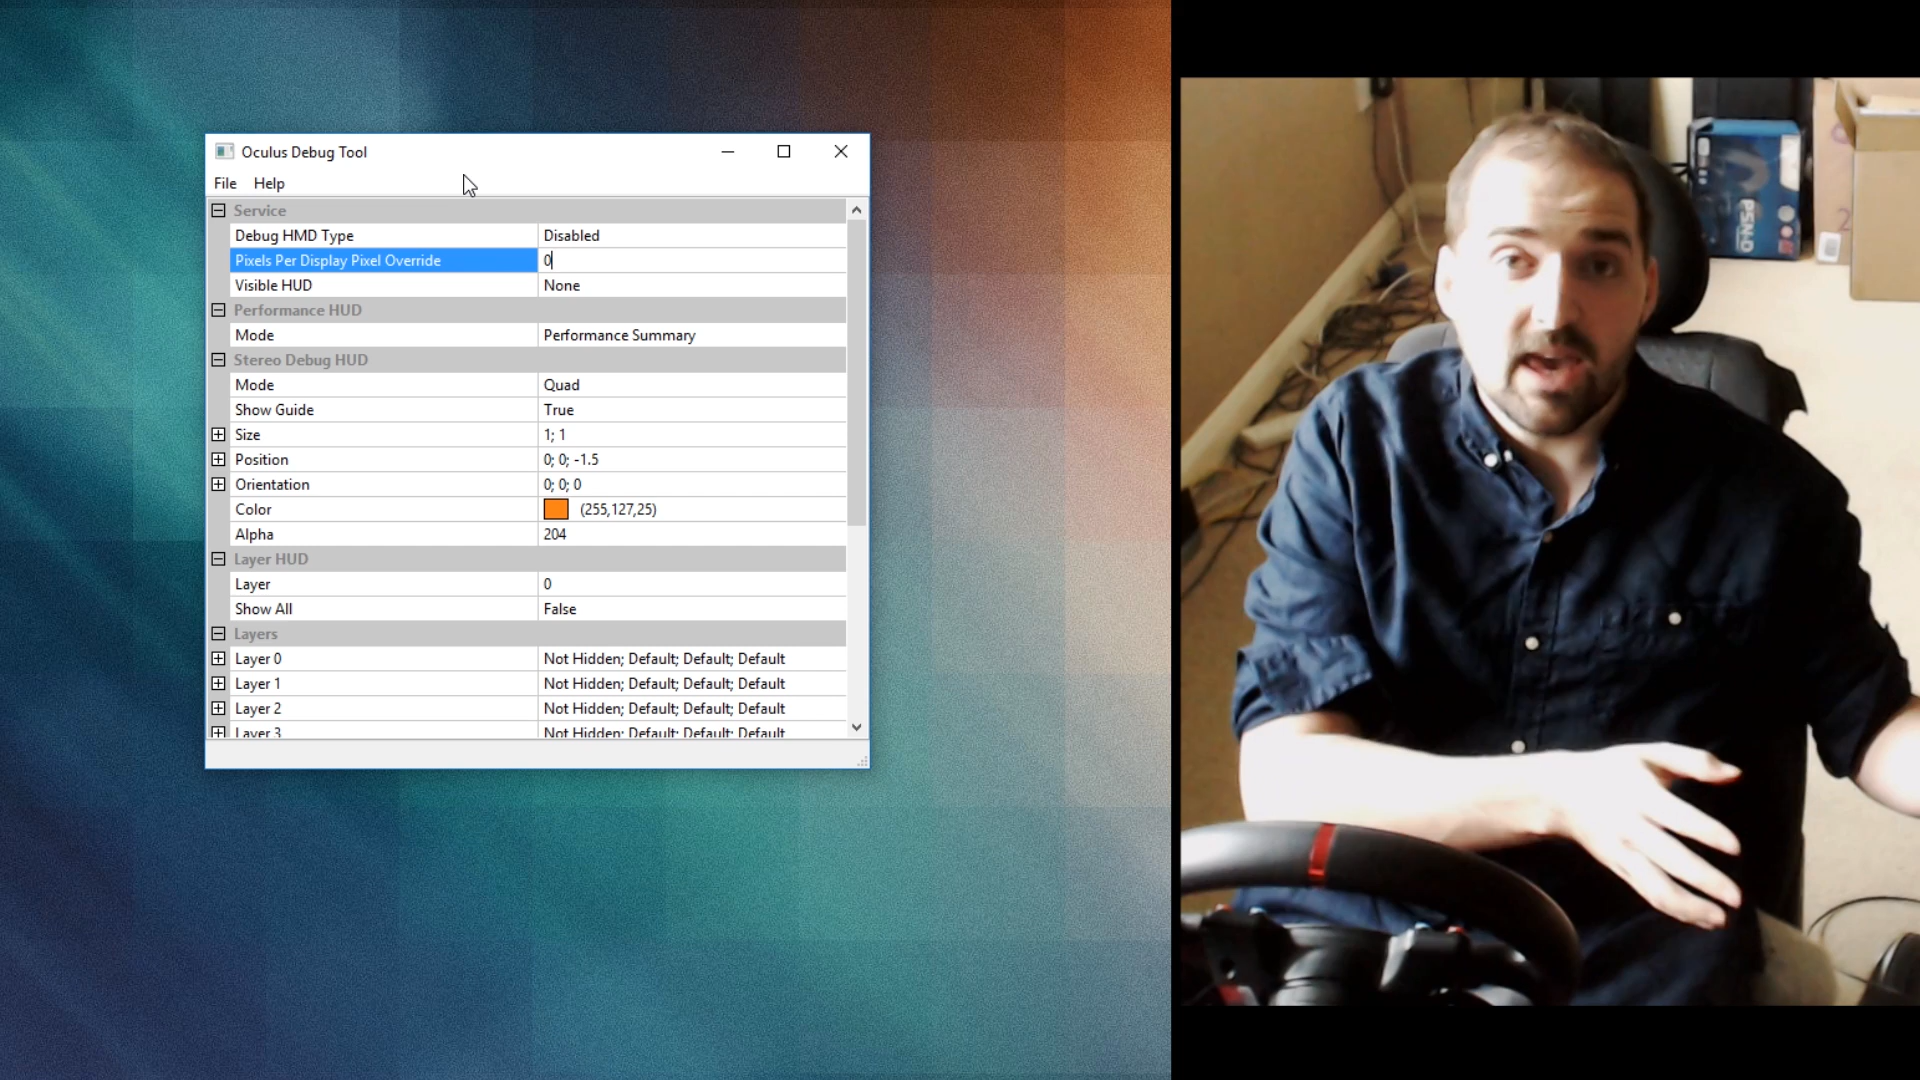 Oculus Debug Tool
File Help
Service
Debug HMD Type Disabled
Pixels Per Display Pixel Override 0
Visible HUD None
Performance HUD
Mode Performance Summary
Stereo Debug HUD
Mode Quad
Show Guide True
Size 1; 1
Position 0; 0; -1.5
Orientation 0; 0; 0
Color (255,127,25)
Alpha 204
Layer HUD
Layer 0
Show All False
Layers
Layer 0 Not Hidden; Default; Default; Default
Layer 1 Not Hidden; Default; Default; Default
Layer 2 Not Hidden; Default; Default; Default
Layer 3 Not Hidden; Default; Default; Default